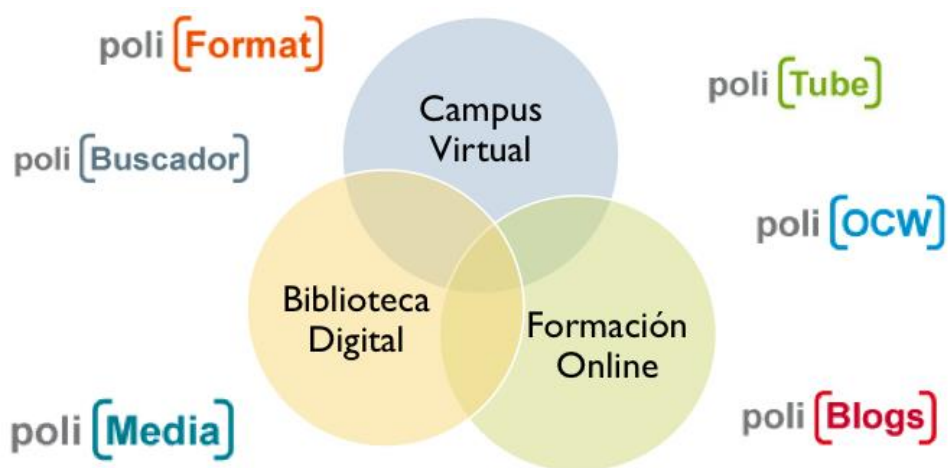 poli [Format]
poli [Tube]
Campus
Virtual
poli [Buscador]
poli [OCW]
Biblioteca
Digital
Formación
Online
poli [Media]
poli [Blogs]